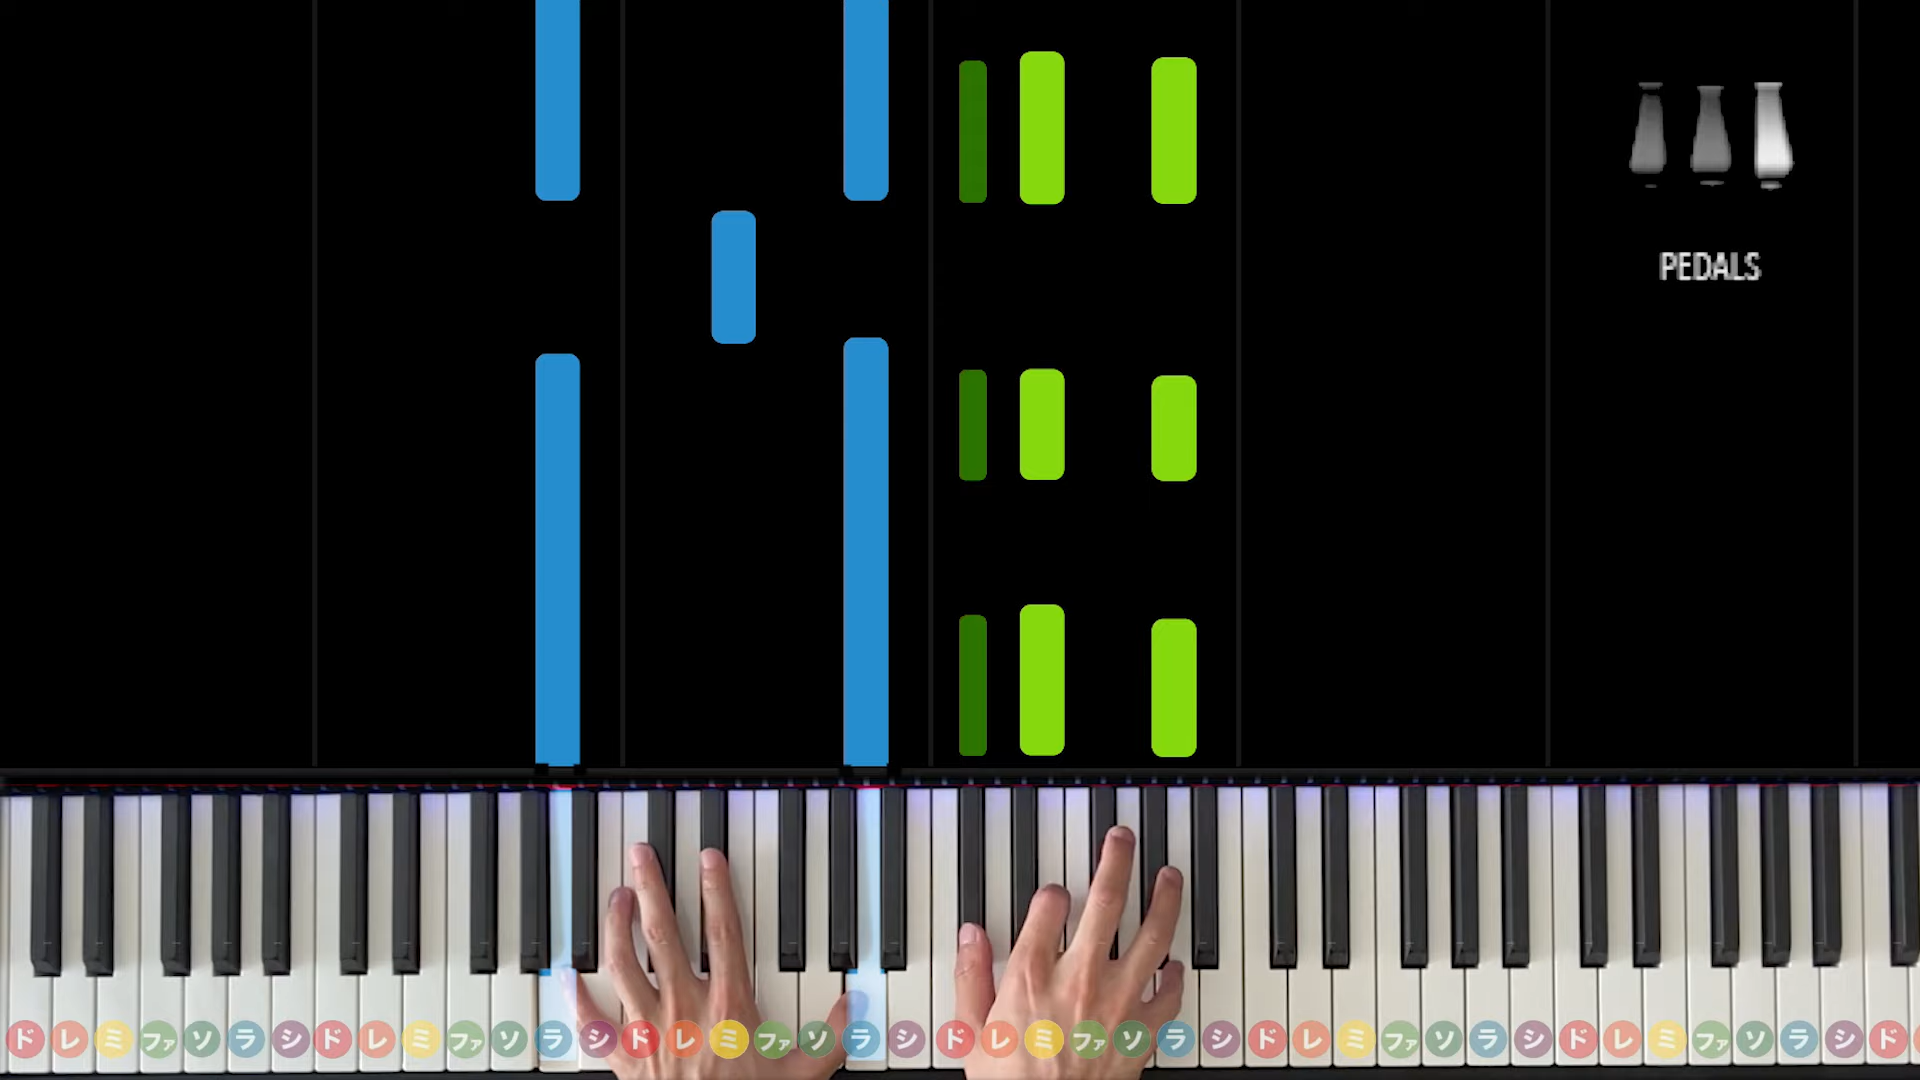 PEDALS
ド レ ミ ファ ソ ラ シ ド レ ミ ファ ソ ラ シ ド レ ミ ファ ソ ラ シ ド レ ミ ファ ソ ラ シ ド レ ミ ファ ソ ラ シ ド レ ミ ファ ソ ラ シ ド